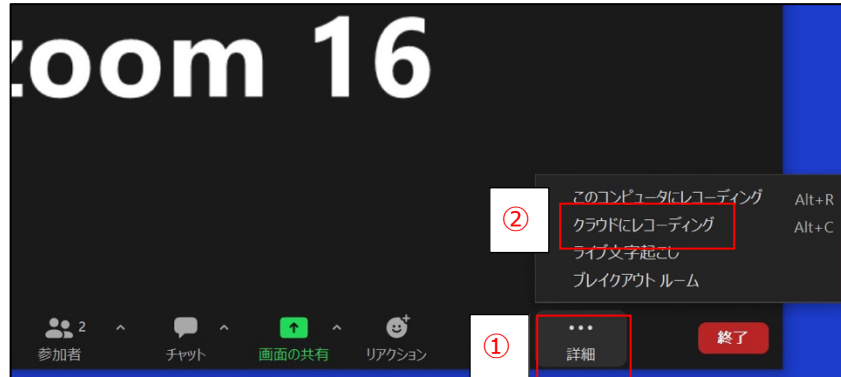 zoom 16
このコンピュータにレコーディング Alt+R
② クラウドにレコーディング Alt+C
ライブ文字起こし
ブレイクアウト ルーム
2
参加者 チャット 画面の共有 リアクション ① 詳細 終了